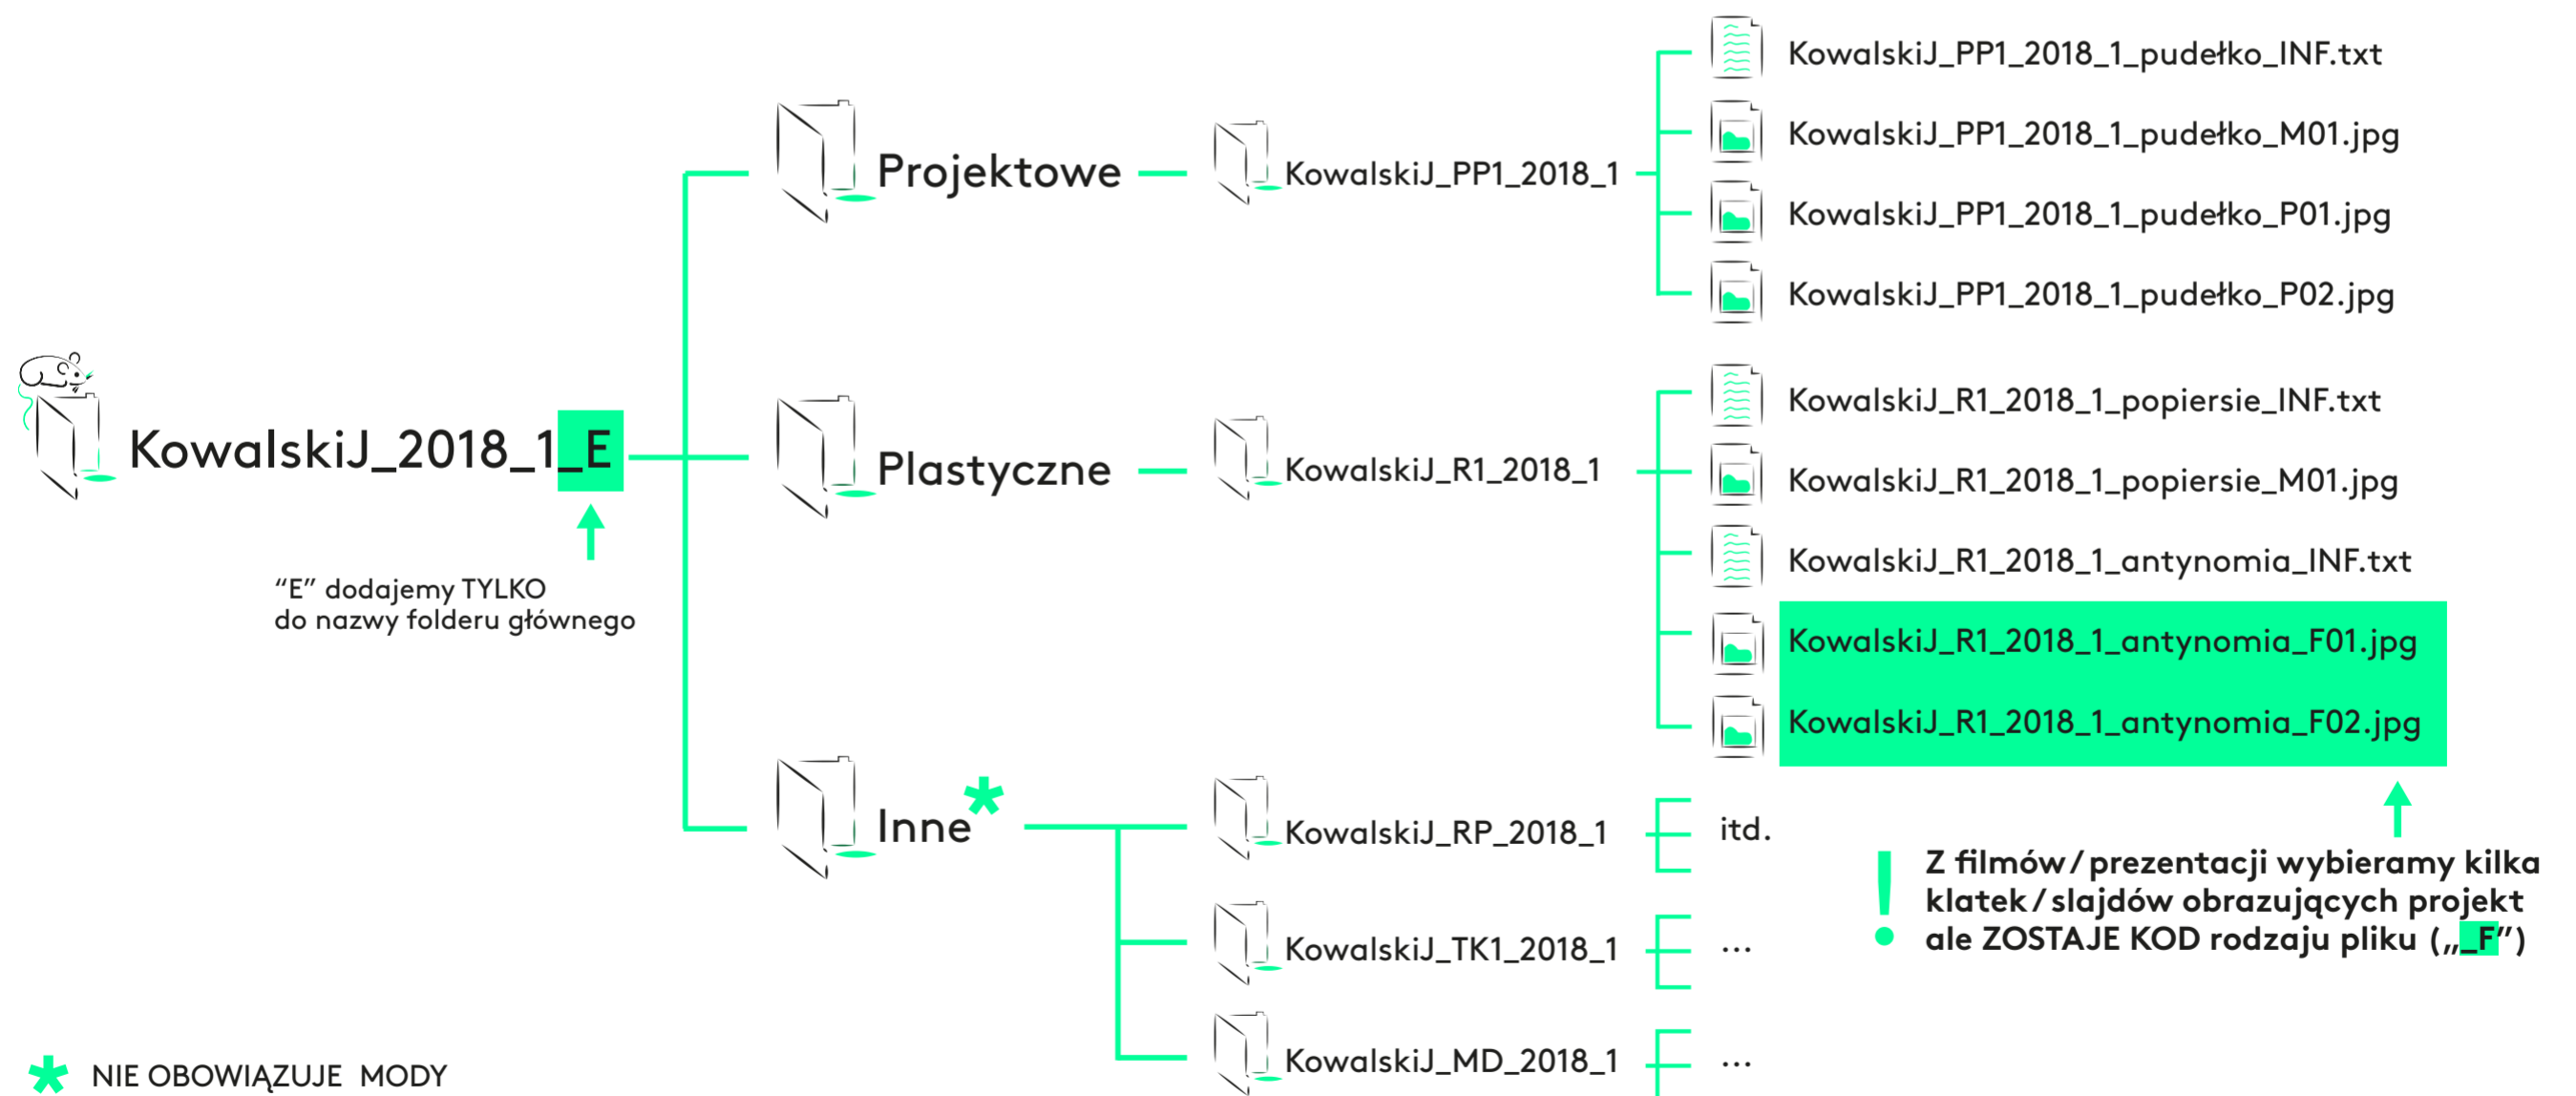 KowalskiJ_2018_1_E
“E” dodajemy TYLKO
do nazwy folderu głównego
Projektowe
KowalskiJ_PP1_2018_1
KowalskiJ_PP1_2018_1_pudełko_INF.txt
KowalskiJ_PP1_2018_1_pudełko_M01.jpg
KowalskiJ_PP1_2018_1_pudełko_P01.jpg
KowalskiJ_PP1_2018_1_pudełko_P02.jpg
Plastyczne
KowalskiJ_R1_2018_1
KowalskiJ_R1_2018_1_popiersie_INF.txt
KowalskiJ_R1_2018_1_popiersie_M01.jpg
KowalskiJ_R1_2018_1_antynomia_INF.txt
KowalskiJ_R1_2018_1_antynomia_F01.jpg
KowalskiJ_R1_2018_1_antynomia_F02.jpg
Inne*
KowalskiJ_RP_2018_1
itd.
KowalskiJ_TK1_2018_1
...
KowalskiJ_MD_2018_1
...
! Z filmów/prezentacji wybieramy kilka
klatek/slajdów obrazujących projekt
ale ZOSTAJE KOD rodzaju pliku („_F”)
* NIE OBOWIĄZUJE MODY